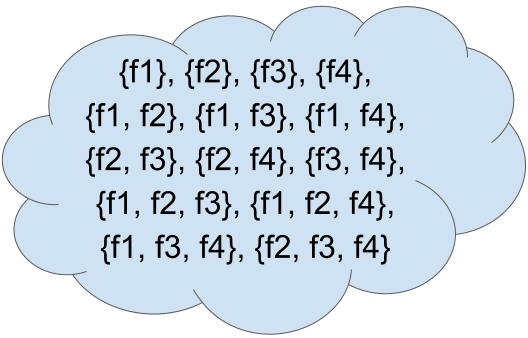 {f1}, {f2}, {f3}, {f4},
{f1, f2}, {f1, f3}, {f1, f4},
{f2, f3}, {f2, f4}, {f3, f4},
{f1, f2, f3}, {f1, f2, f4},
{f1, f3, f4}, {f2, f3, f4}